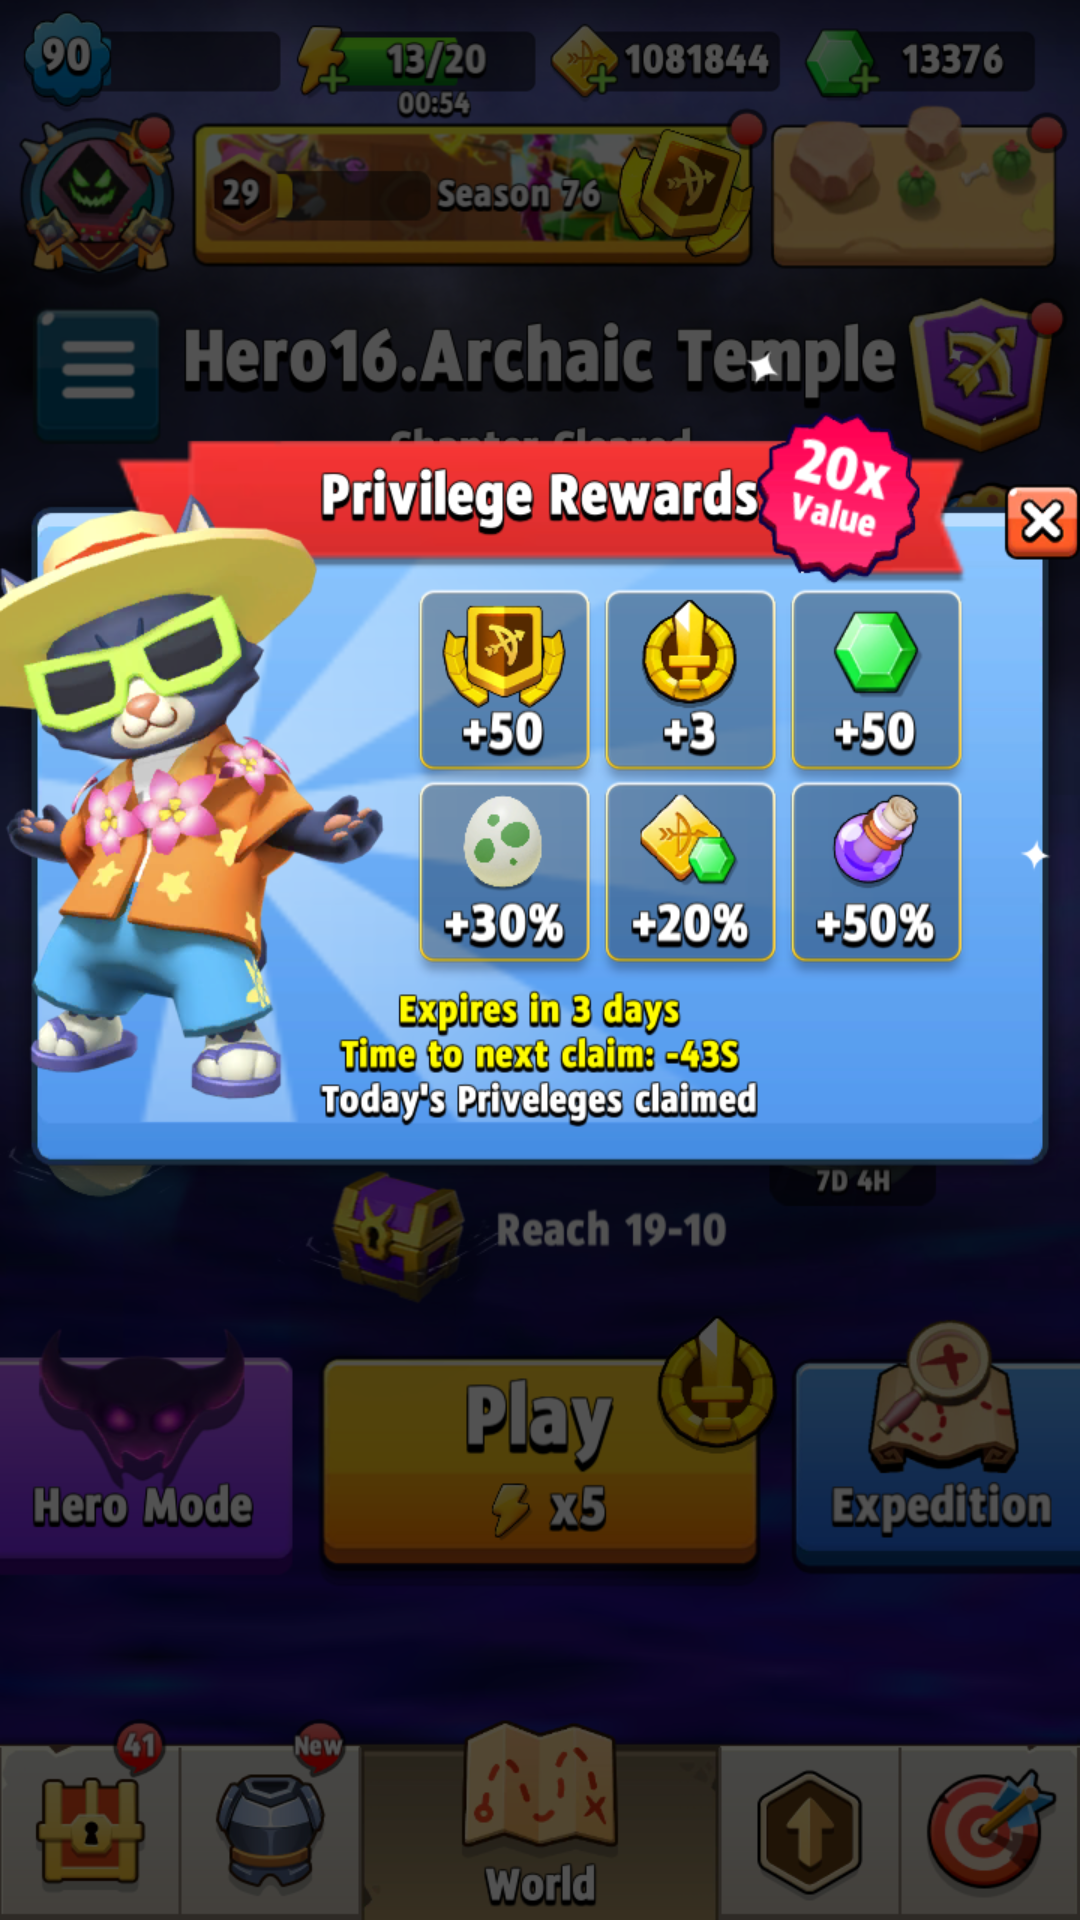 90
13/20
1081844
13376
00:54
29
Season 76
Hero16.Archaic Temple
Chapter Cleared
Privilege Rewards
20x
Value
+50
+3
+50
+30%
+20%
+50%
Expires in 3 days
Time to next claim: -43S
Today's Priveleges claimed
7D 4H
Reach 19-10
Play
x5
Hero Mode
Expedition
41
New
World